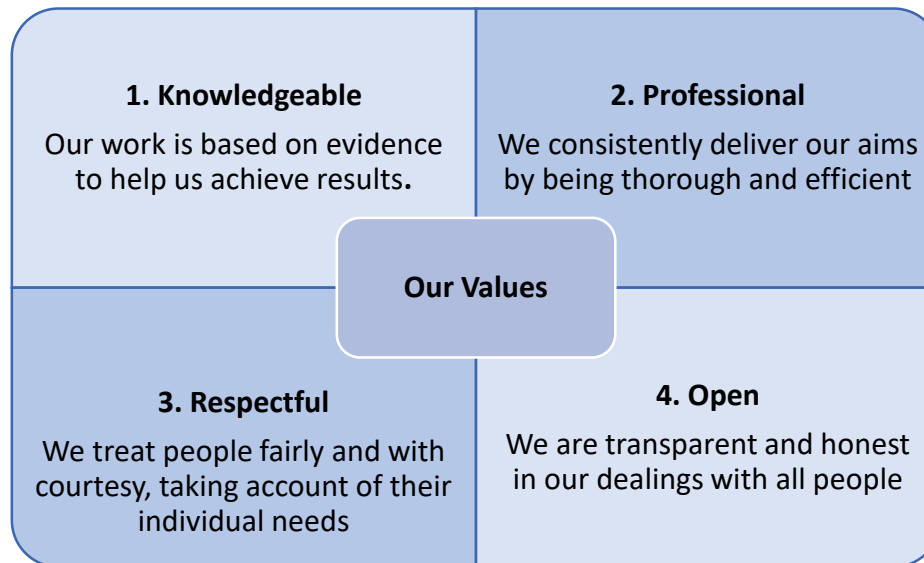 1. Knowledgeable
Our work is based on evidence
to help us achieve results.
2. Professional
We consistently deliver our aims
by being thorough and efficient
Our Values
3. Respectful
We treat people fairly and with
courtesy, taking account of their
individual needs
4. Open
We are transparent and honest
in our dealings with all people